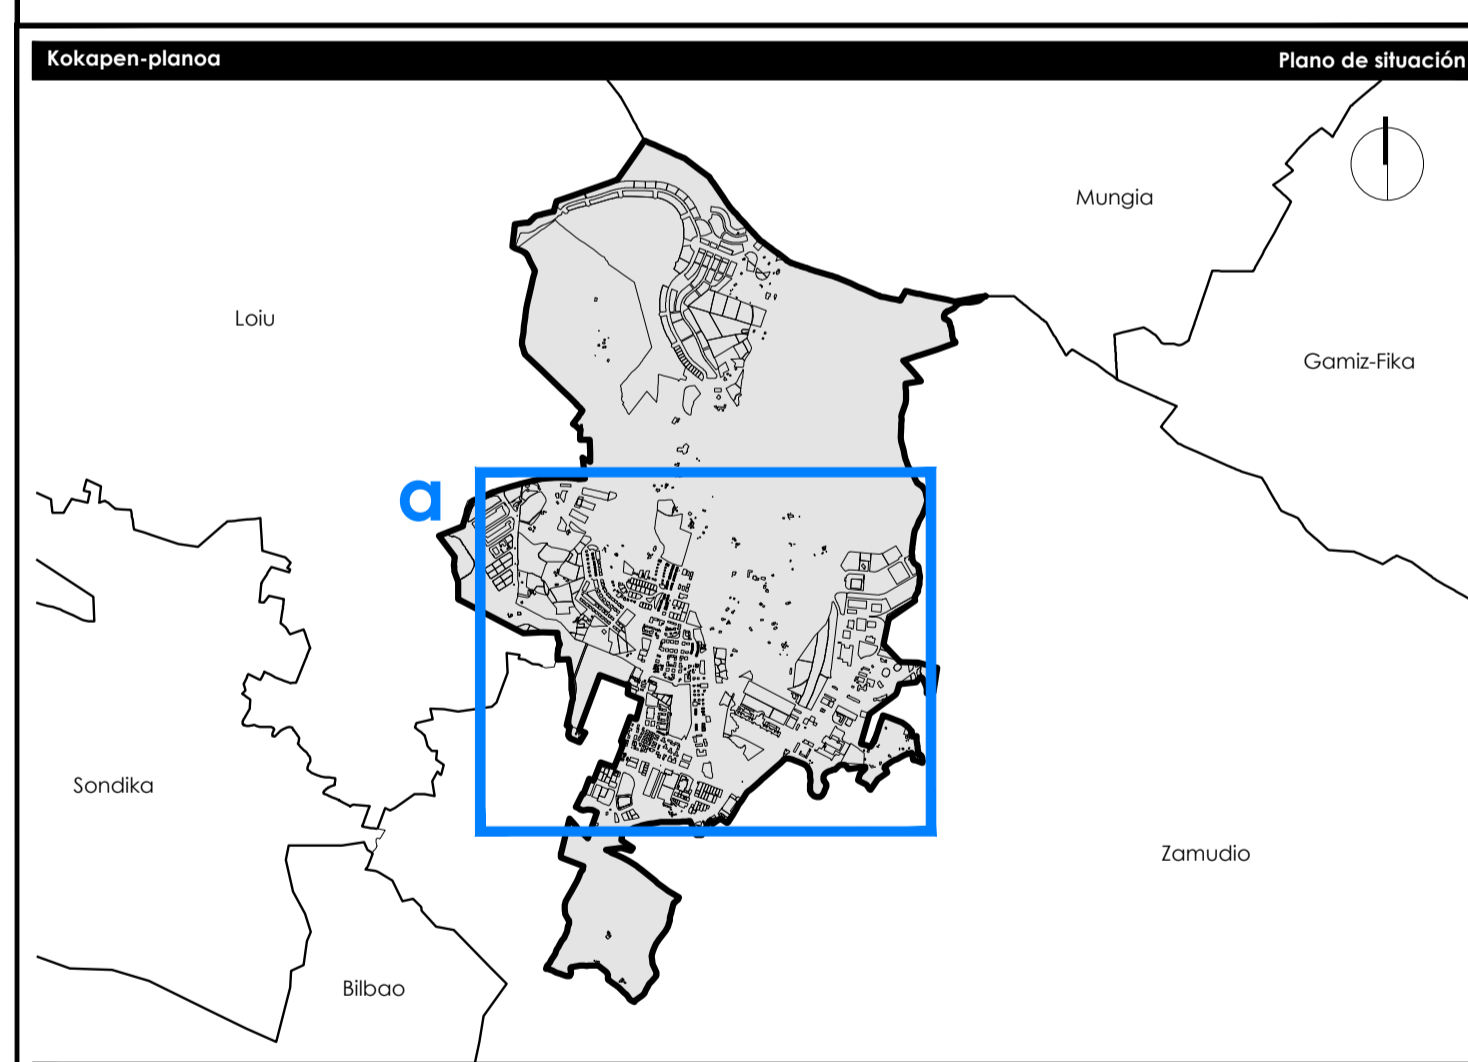 Kokapen-planoa
Plano de situación
Mungia
Loiu
Gamiz-Fika
a
Sondika
Zamudio
Bilbao